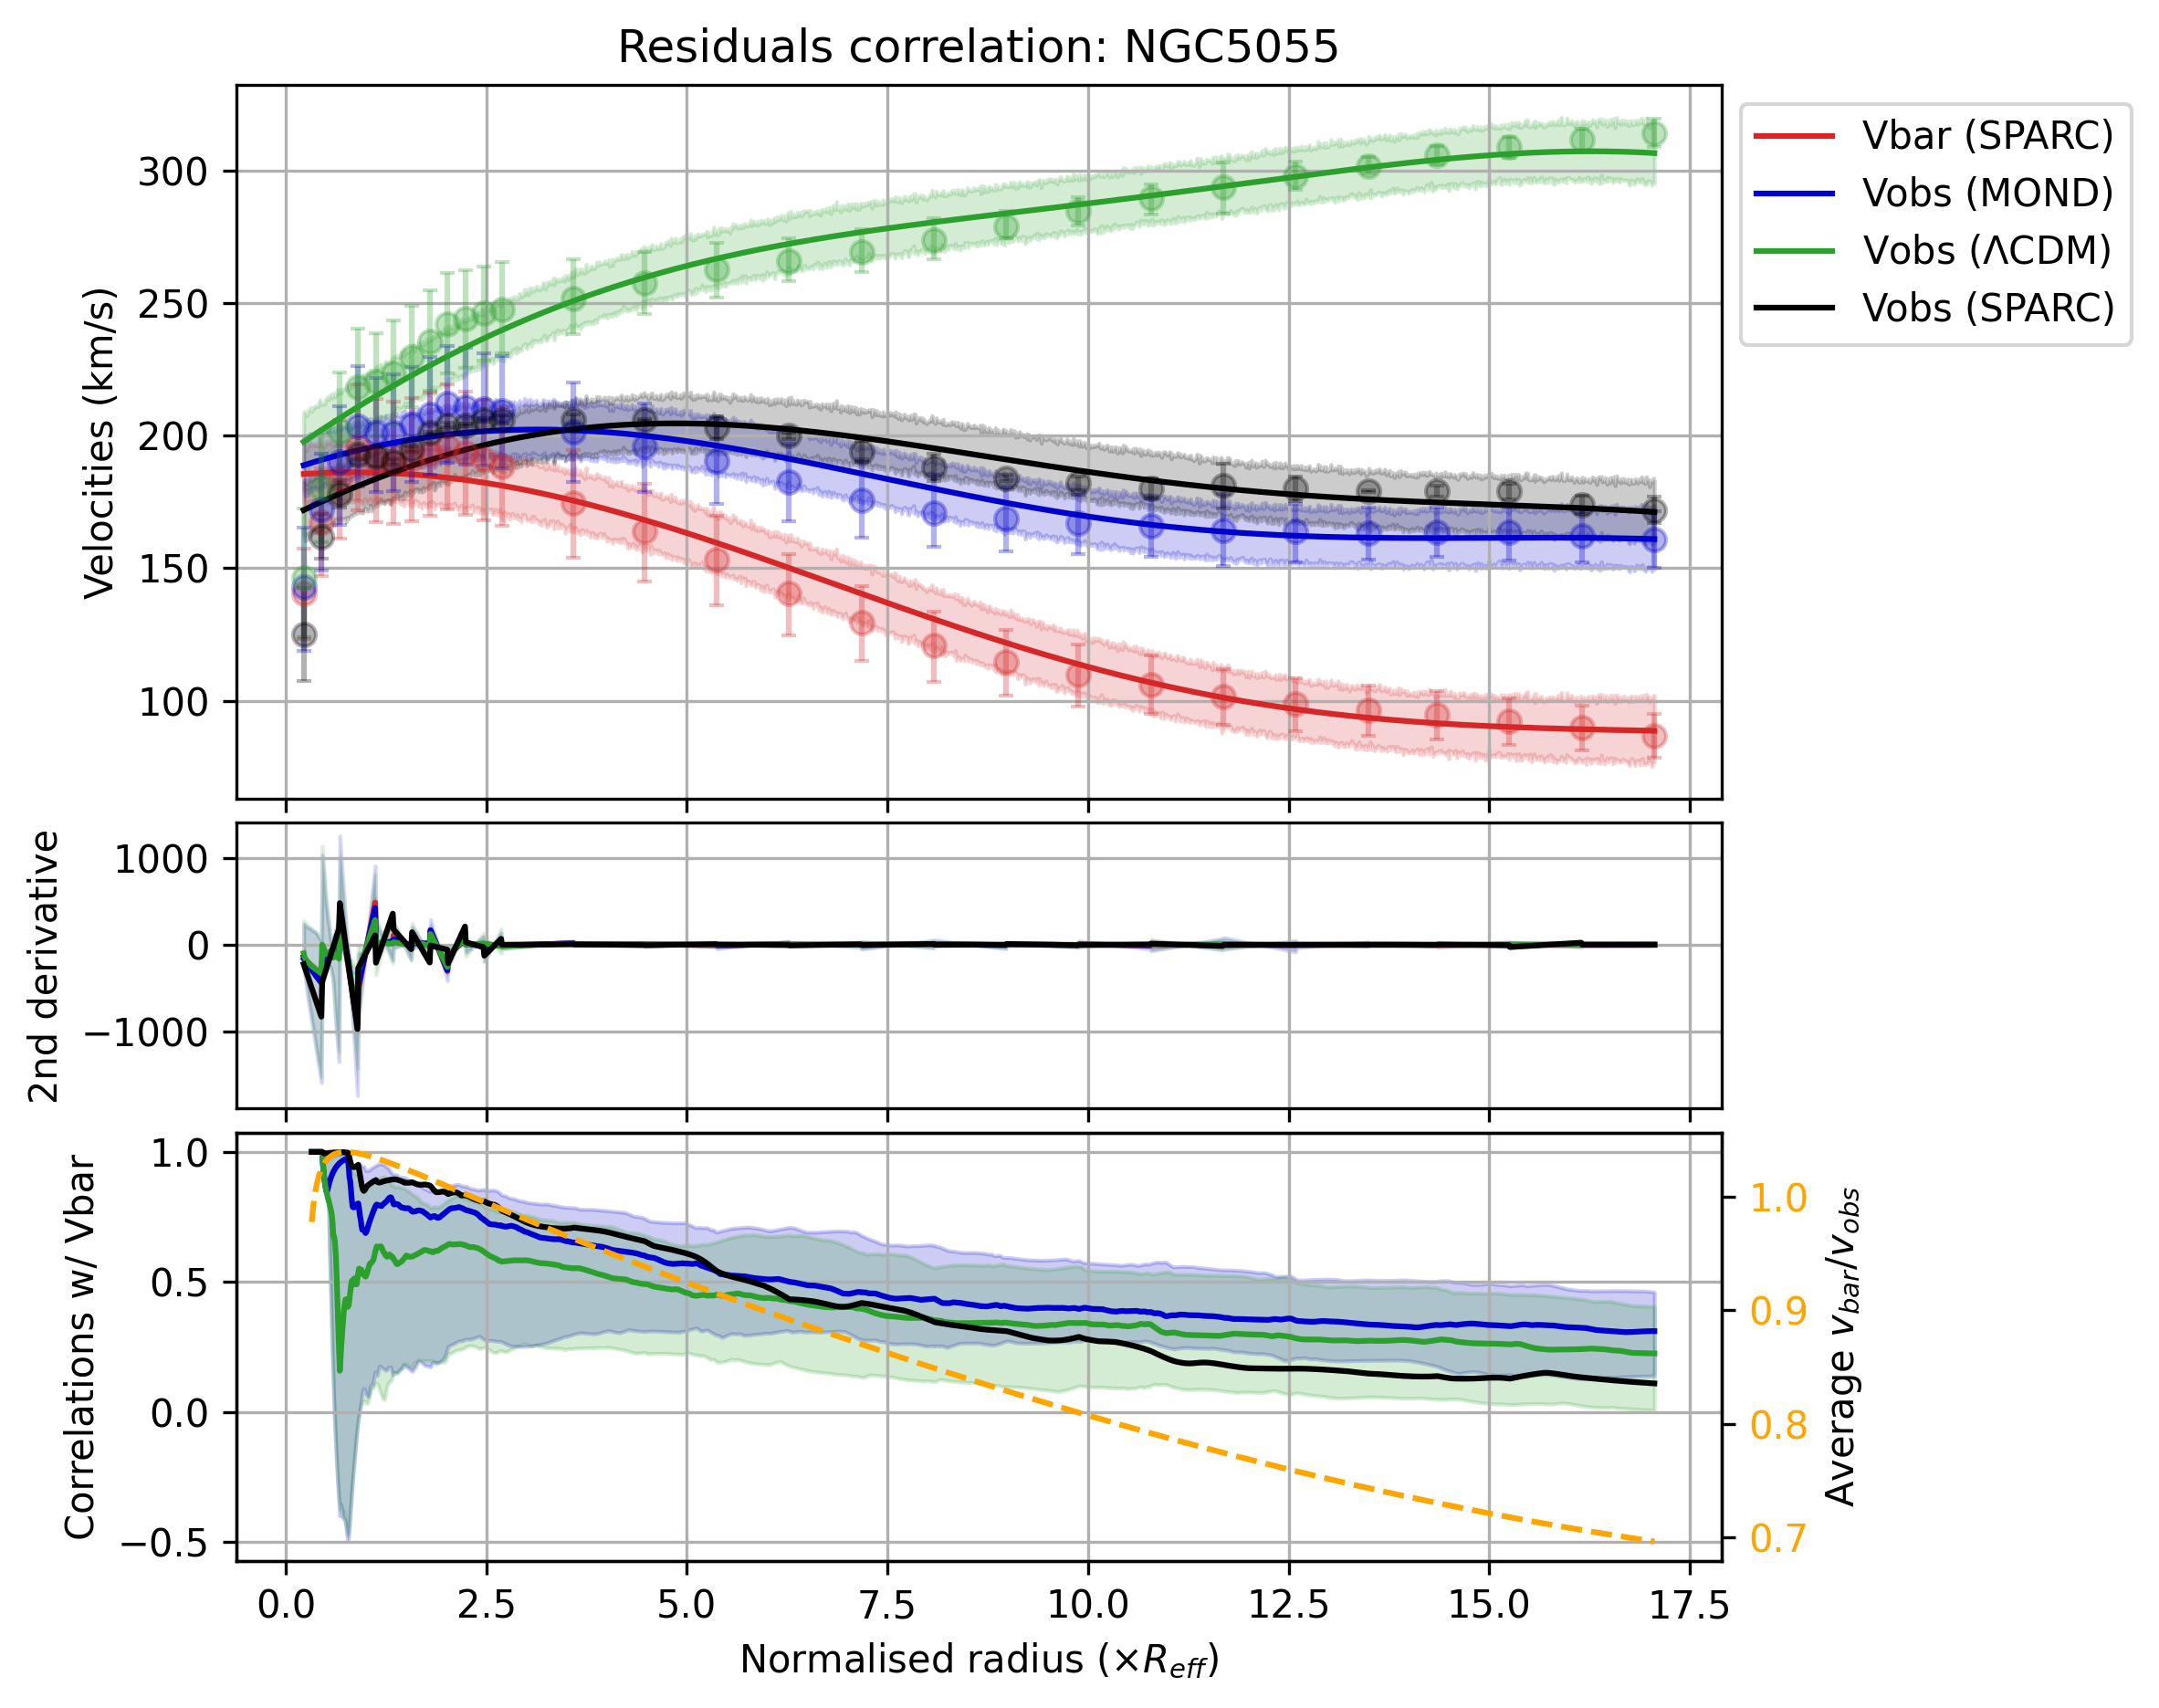 Residuals correlation: NGC5055
Vbar (SPARC)
Vobs (MOND)
Vobs (ΛCDM)
Vobs (SPARC)
Velocities (km/s)
300
250
200
150
100
2nd derivative
1000
0
−1000
Correlations w/ Vbar
1.0
0.5
0.0
−0.5
1.0
0.9
0.8
0.7
Average v_bar/v_obs
0.0 2.5 5.0 7.5 10.0 12.5 15.0 17.5
Normalised radius (×R_eff)